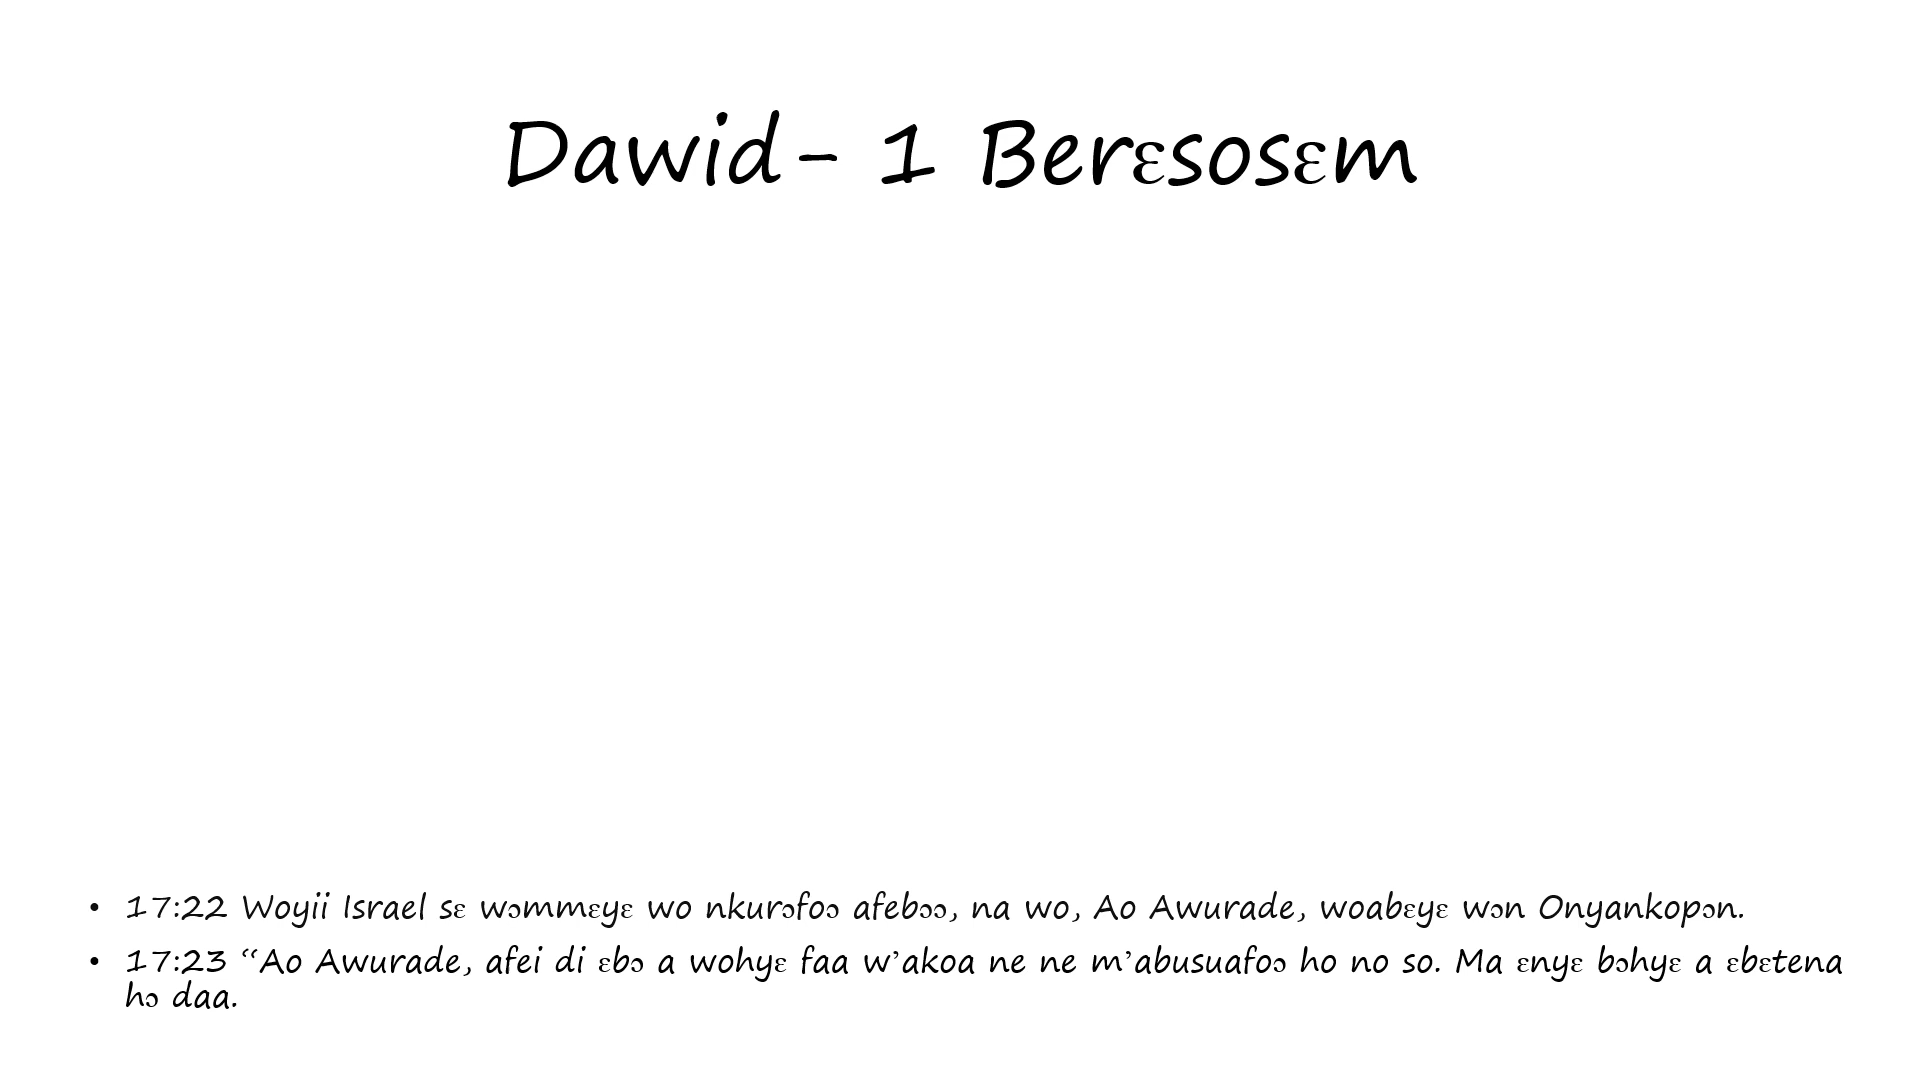 Dawid- 1 Berɛsosɛm
• 17:22 Woyii Israel sɛ wɔmmɛyɛ wo nkurɔfoɔ afebɔɔ, na wo, Ao Awurade, woabɛyɛ wɔn Onyankopɔn.
• 17:23 “Ao Awurade, afei di ɛbɔ a wohyɛ faa w’akoa ne ne m’abusuafoɔ ho no so. Ma ɛnyɛ bɔhyɛ a ɛbɛtena
hɔ daa.